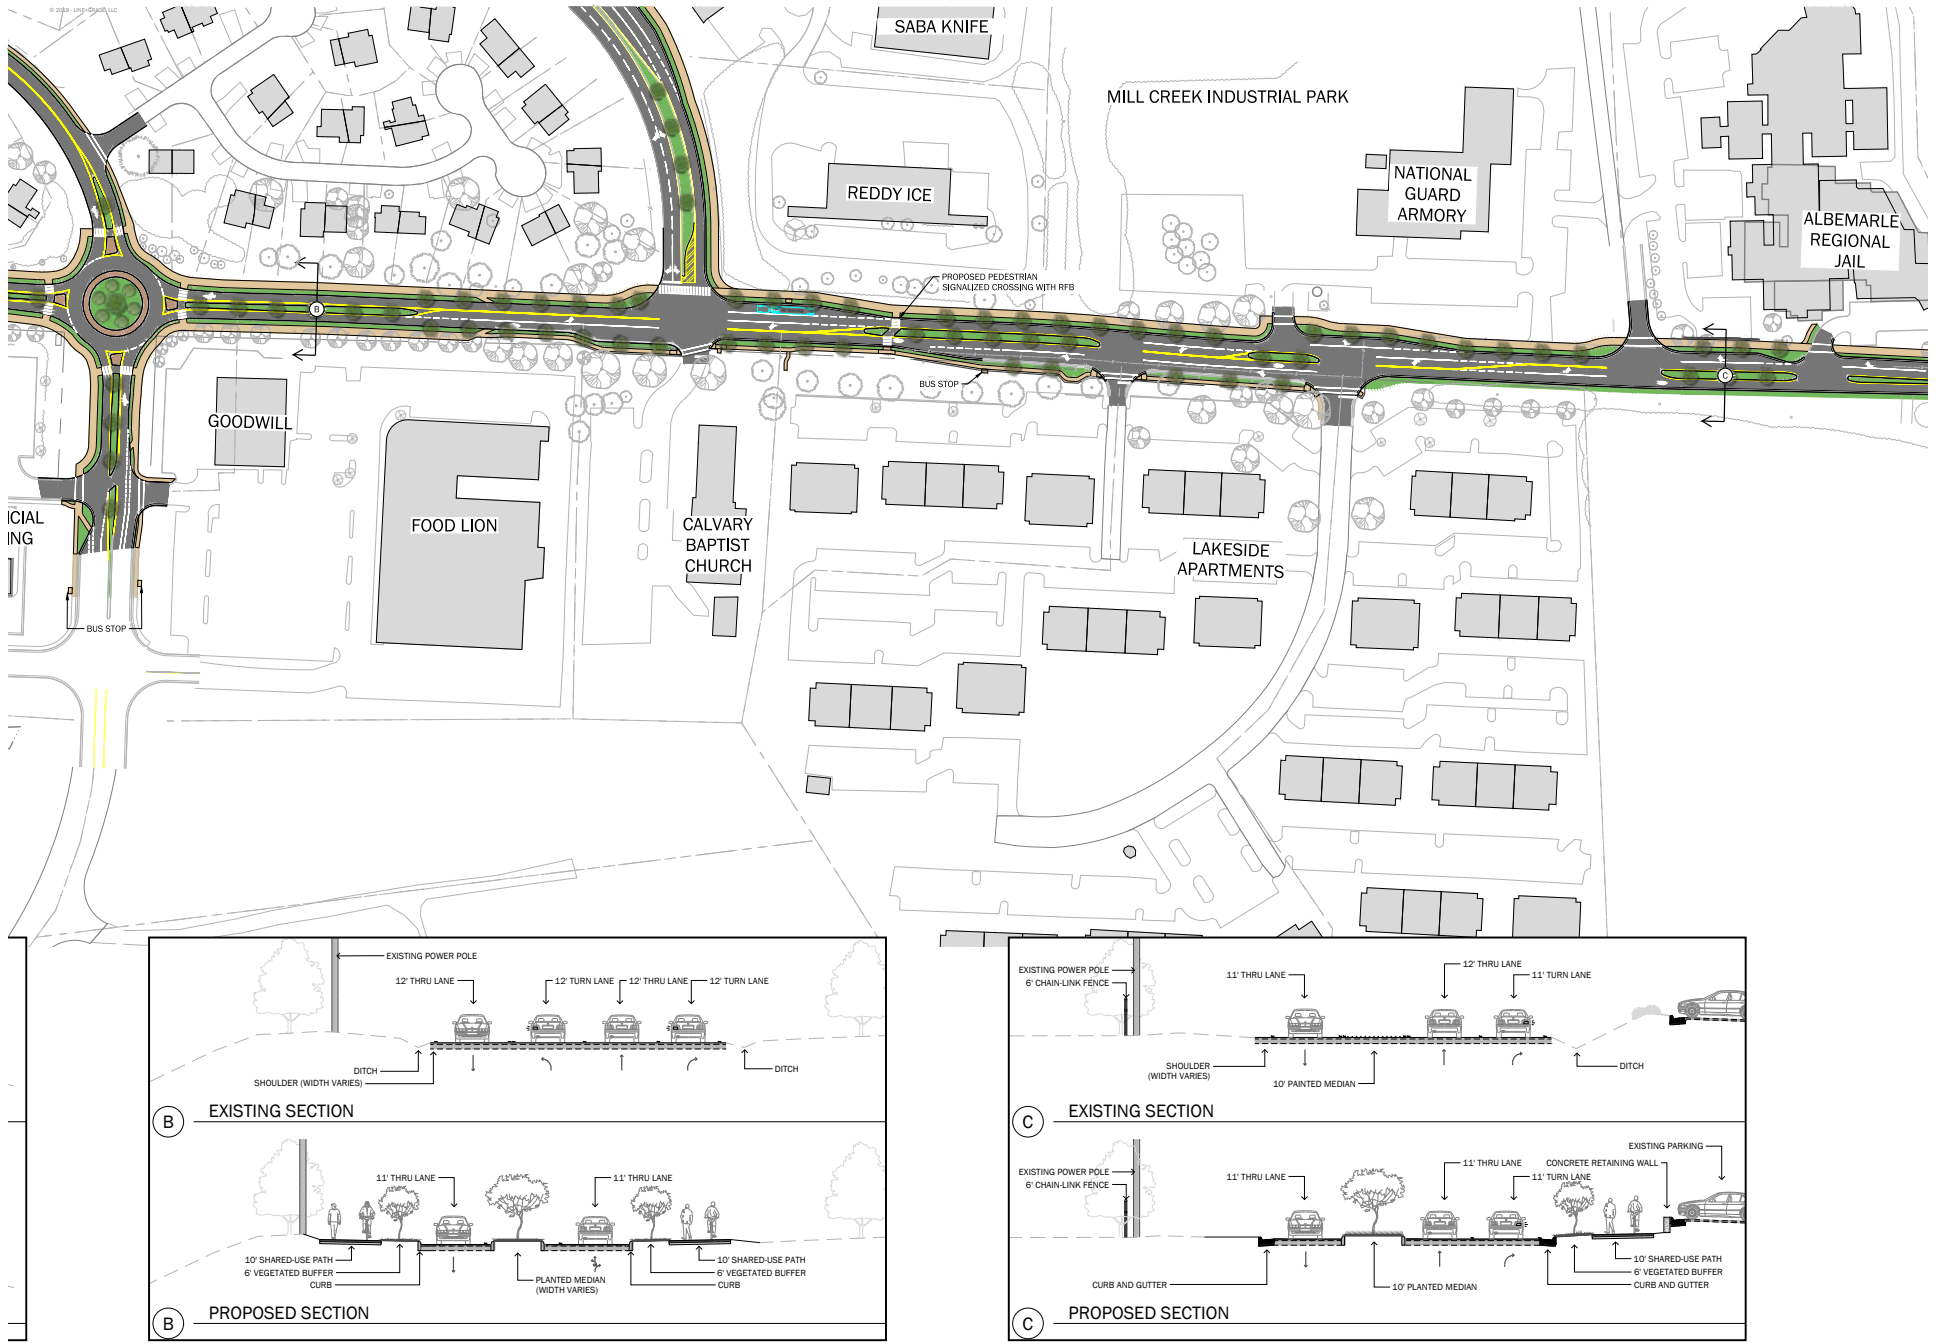 © 2019 - LINE+GRADE, LLC
SABA KNIFE
MILL CREEK INDUSTRIAL PARK
REDDY ICE
NATIONAL
GUARD
ARMORY
ALBEMARLE
REGIONAL
JAIL
PROPOSED PEDESTRIAN
SIGNALIZED CROSSING WITH RFB
B
C
BUS STOP
GOODWILL
FOOD LION
CALVARY
BAPTIST
CHURCH
LAKESIDE
APARTMENTS
ICIAL
ING
BUS STOP
EXISTING POWER POLE
12' THRU LANE
12' TURN LANE
12' THRU LANE
12' TURN LANE
DITCH
SHOULDER (WIDTH VARIES)
DITCH
B
EXISTING SECTION
11' THRU LANE
11' THRU LANE
10' SHARED-USE PATH
6' VEGETATED BUFFER
CURB
PLANTED MEDIAN
(WIDTH VARIES)
10' SHARED-USE PATH
6' VEGETATED BUFFER
CURB
B
PROPOSED SECTION
EXISTING POWER POLE
6' CHAIN-LINK FENCE
11' THRU LANE
12' THRU LANE
11' TURN LANE
SHOULDER
(WIDTH VARIES)
10' PAINTED MEDIAN
DITCH
C
EXISTING SECTION
EXISTING POWER POLE
6' CHAIN-LINK FENCE
11' THRU LANE
11' THRU LANE
11' TURN LANE
CONCRETE RETAINING WALL
EXISTING PARKING
CURB AND GUTTER
10' PLANTED MEDIAN
10' SHARED-USE PATH
6' VEGETATED BUFFER
CURB AND GUTTER
C
PROPOSED SECTION